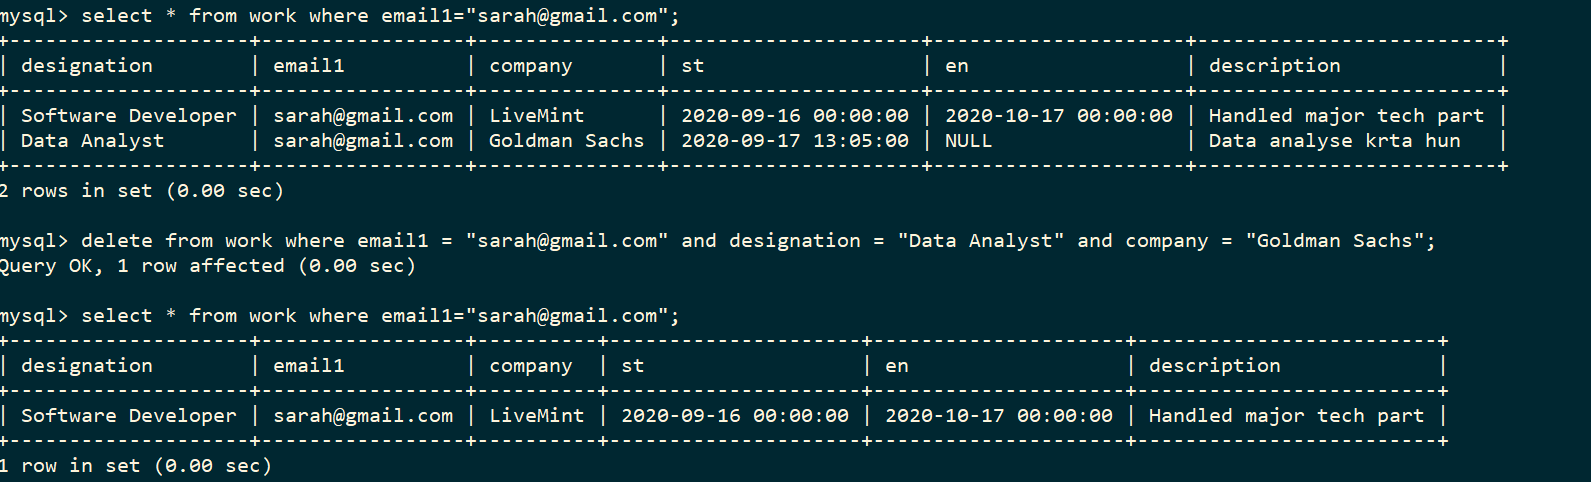 mysql> select * from work where email1="sarah@gmail.com";
+--------------------+-----------------+---------------+---------------------+---------------------+-------------------------+
| designation        | email1          | company       | st                  | en                  | description             |
+--------------------+-----------------+---------------+---------------------+---------------------+-------------------------+
| Software Developer | sarah@gmail.com | LiveMint      | 2020-09-16 00:00:00 | 2020-10-17 00:00:00 | Handled major tech part |
| Data Analyst       | sarah@gmail.com | Goldman Sachs | 2020-09-17 13:05:00 | NULL                | Data analyse krta hun   |
+--------------------+-----------------+---------------+---------------------+---------------------+-------------------------+
2 rows in set (0.00 sec)
mysql> delete from work where email1 = "sarah@gmail.com" and designation = "Data Analyst" and company = "Goldman Sachs";
Query OK, 1 row affected (0.00 sec)
mysql> select * from work where email1="sarah@gmail.com";
+--------------------+-----------------+----------+---------------------+---------------------+-------------------------+
| designation        | email1          | company  | st                  | en                  | description             |
+--------------------+-----------------+----------+---------------------+---------------------+-------------------------+
| Software Developer | sarah@gmail.com | LiveMint | 2020-09-16 00:00:00 | 2020-10-17 00:00:00 | Handled major tech part |
+--------------------+-----------------+----------+---------------------+---------------------+-------------------------+
1 row in set (0.00 sec)